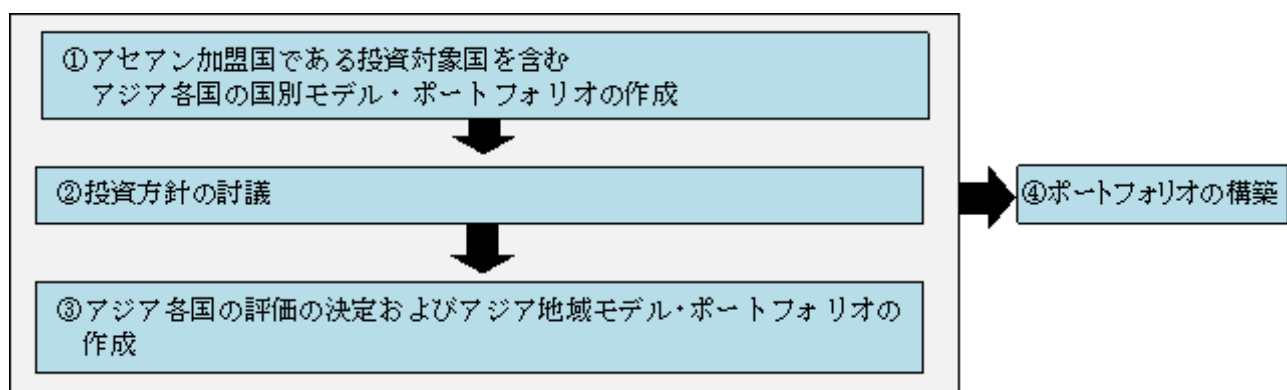 ①アセアン加盟国である投資対象国を含む
アジア各国の国別モデル・ポートフォリオの作成
②投資方針の討議
③アジア各国の評価の決定およびアジア地域モデル・ポートフォリオの
作成
④ポートフォリオの構築